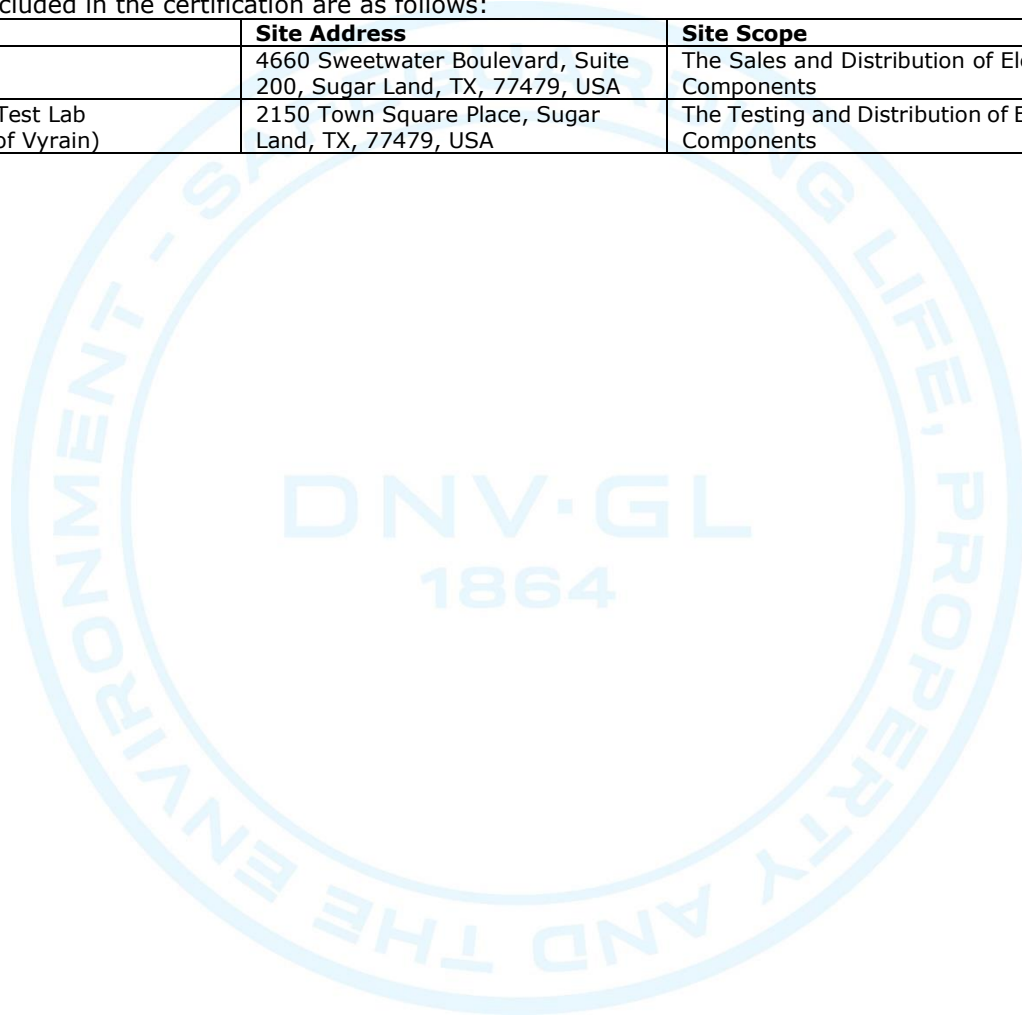 cluded in the certification are as follows:
Site Address Site Scope
4660 Sweetwater Boulevard, Suite The Sales and Distribution of El
200, Sugar Land, TX, 77479, USA Components
Test Lab 2150 Town Square Place, Sugar The Testing and Distribution of E
of Vyrain) Land, TX, 77479, USA Components
SAFEGUARDING LIFE, PROPERTY AND THE ENVIRONMENT -
DNV·GL
1864